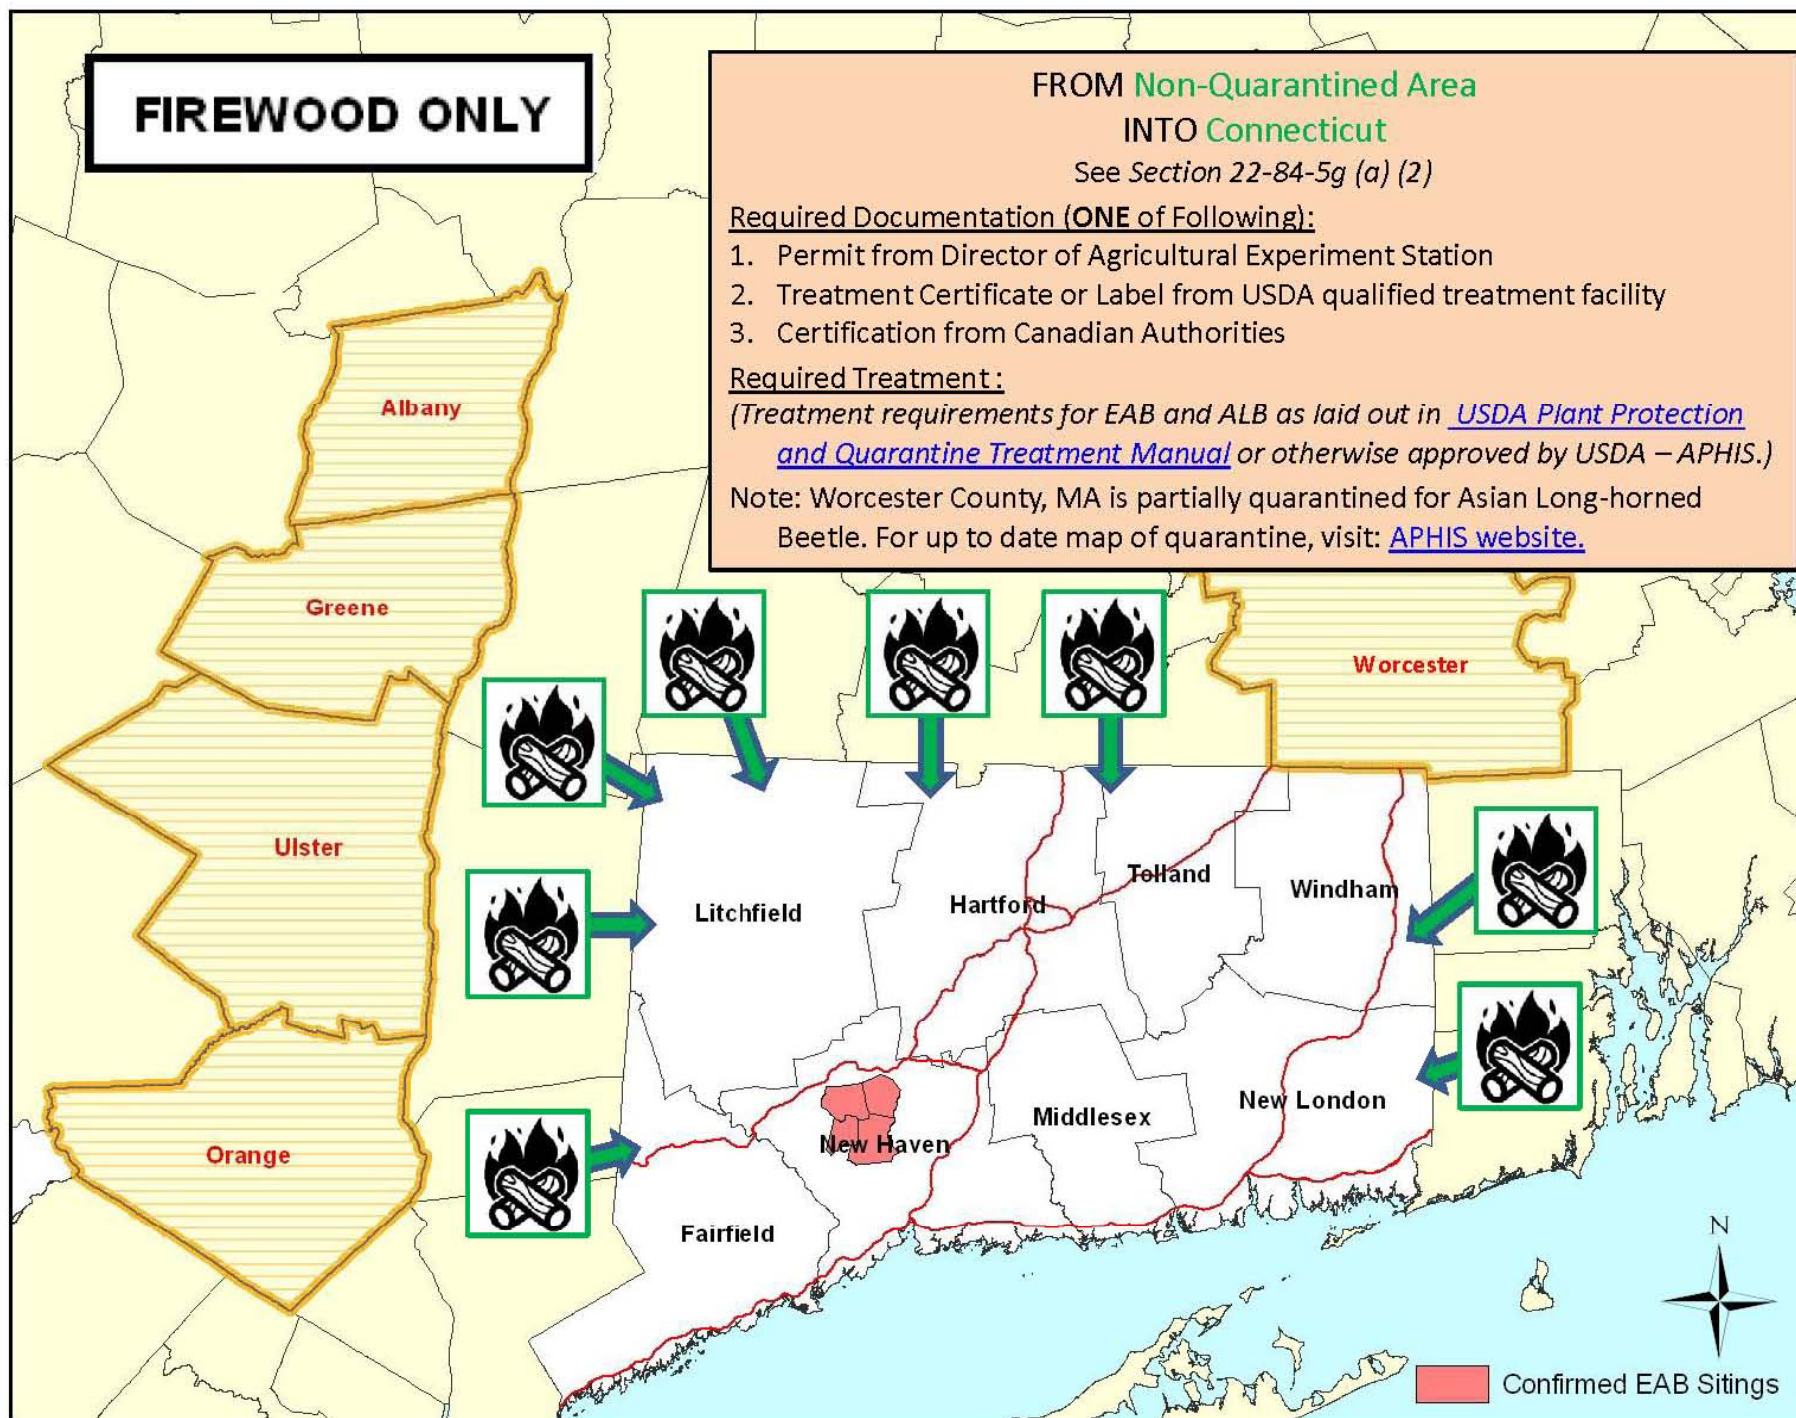 FIREWOOD ONLY
FROM Non-Quarantined Area
INTO Connecticut
See Section 22-84-5g (a) (2)
Required Documentation (ONE of Following):
1. Permit from Director of Agricultural Experiment Station
2. Treatment Certificate or Label from USDA qualified treatment facility
3. Certification from Canadian Authorities
Required Treatment :
(Treatment requirements for EAB and ALB as laid out in USDA Plant Protection
and Quarantine Treatment Manual or otherwise approved by USDA – APHIS.)
Note: Worcester County, MA is partially quarantined for Asian Long-horned
Beetle. For up to date map of quarantine, visit: APHIS website.
Albany
Greene
Worcester
Ulster
Litchfield
Hartford
Tolland
Windham
Orange
New Haven
Middlesex
New London
Fairfield
N
Confirmed EAB Sitings